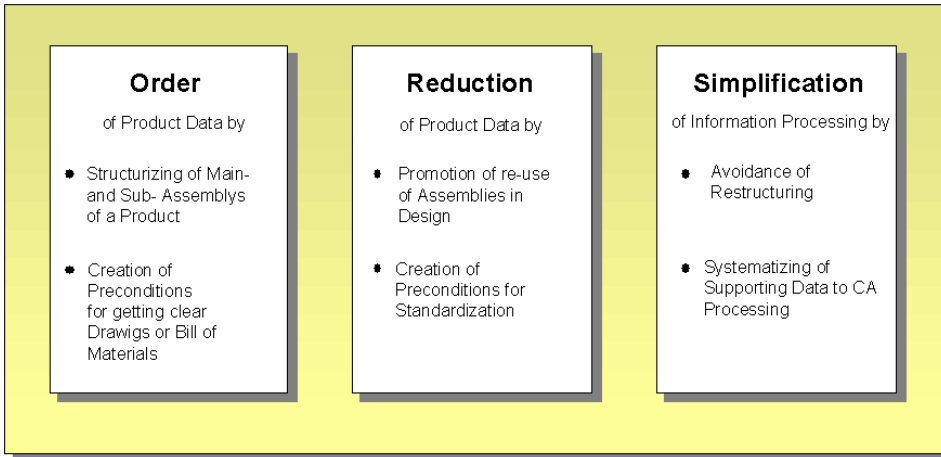 Order
of Product Data by
• Structurizing of Main-
and Sub- Assemblys
of a Product
• Creation of
Preconditions
for getting clear
Drawigs or Bill of
Materials
Reduction
of Product Data by
• Promotion of re-use
of Assemblies in
Design
• Creation of
Preconditions for
Standardization
Simplification
of Information Processing by
• Avoidance of
Restructuring
• Systematizing of
Supporting Data to CA
Processing